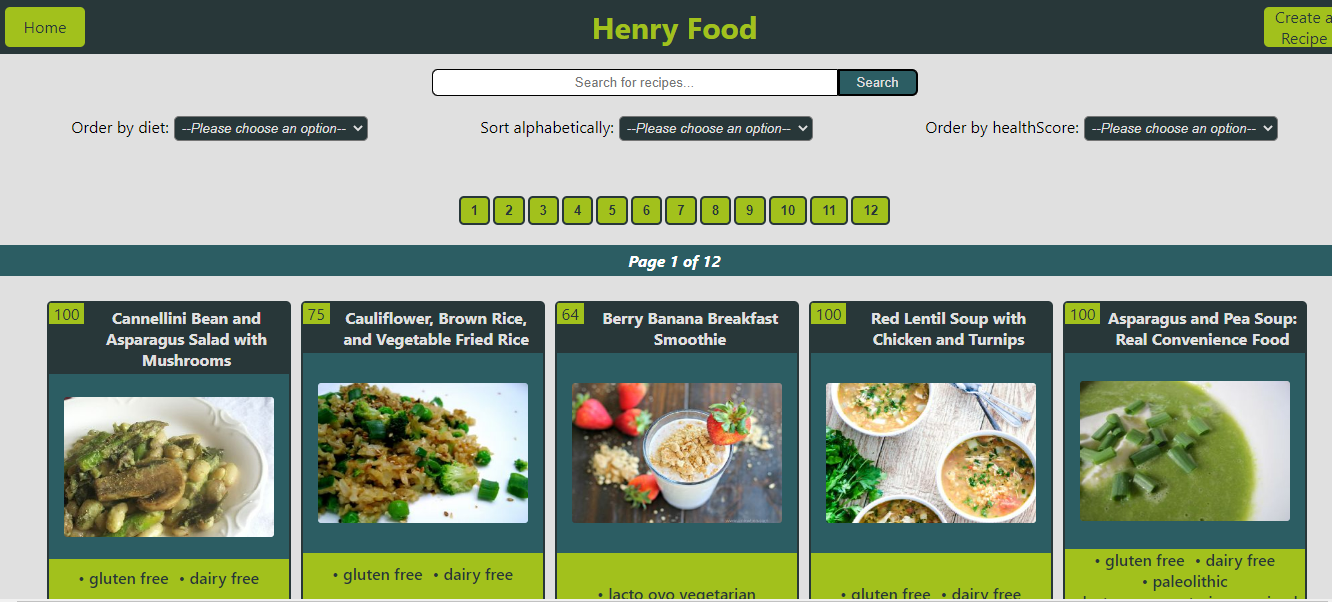 Home
Henry Food
Create a
Recipe
Search for recipes...
Search
Order by diet: --Please choose an option--
Sort alphabetically: --Please choose an option--
Order by healthScore: --Please choose an option--
1 2 3 4 5 6 7 8 9 10 11 12
Page 1 of 12
100
Cannellini Bean and
Asparagus Salad with
Mushrooms
• gluten free • dairy free
75
Cauliflower, Brown Rice,
and Vegetable Fried Rice
• gluten free • dairy free
64
Berry Banana Breakfast
Smoothie
• lacto ovo vegetarian
100
Red Lentil Soup with
Chicken and Turnips
• gluten free • dairy free
100
Asparagus and Pea Soup:
Real Convenience Food
• gluten free • dairy free
• paleolithic